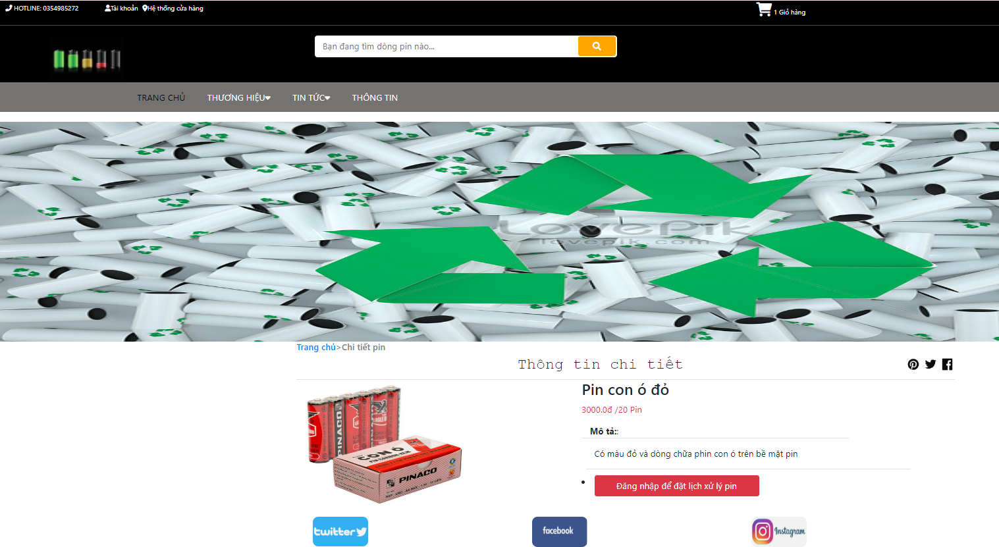 HOTLINE: 0354985272
Tài khoản
Hệ thống cửa hàng
1 Giỏ hàng
Bạn đang tìm dòng pin nào...
TRANG CHỦ
THƯƠNG HIỆU
TIN TỨC
THÔNG TIN
LovePik
lovepik.com
Trang chủ>Chi tiết pin
Thông tin chi tiết
Pin con ó đỏ
3000.0đ /20 Pin
Mô tả::
Có màu đỏ và dòng chữa phin con ó trên bề mặt pin
PINACO
CON Ó
PINACO
Đăng nhập để đặt lịch xử lý pin
twitter
facebook
Instagram